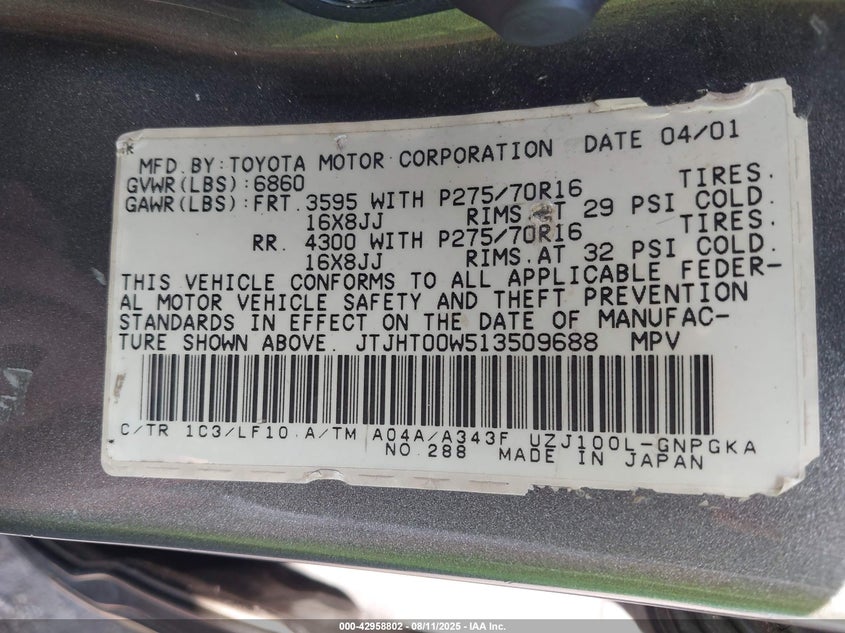 MFD.BY:TOYOTA MOTOR CORPORATION DATE 04/01
GVWR(LBS):6860
GAWR(LBS):FRT.3595 WITH P275/70R16 TIRES.
16X8JJ RIMS AT 29 PSI COLD.
RR. 4300 WITH P275/70R16 TIRES.
16X8JJ RIMS.AT 32 PSI COLD.
THIS VEHICLE CONFORMS TO ALL APPLICABLE FEDER-
AL MOTOR VEHICLE SAFETY AND THEFT PREVENTION
STANDARDS IN EFFECT ON THE DATE OF MANUFAC-
TURE SHOWN ABOVE. JTJHT00W513509688 MPV
C/TR 1C3/LF10 A/TM A04A/A343F UZJ100L-GNPGKA
NO.288 MADE IN JAPAN
000-42958802 - 08/11/2025 - IAA Inc.